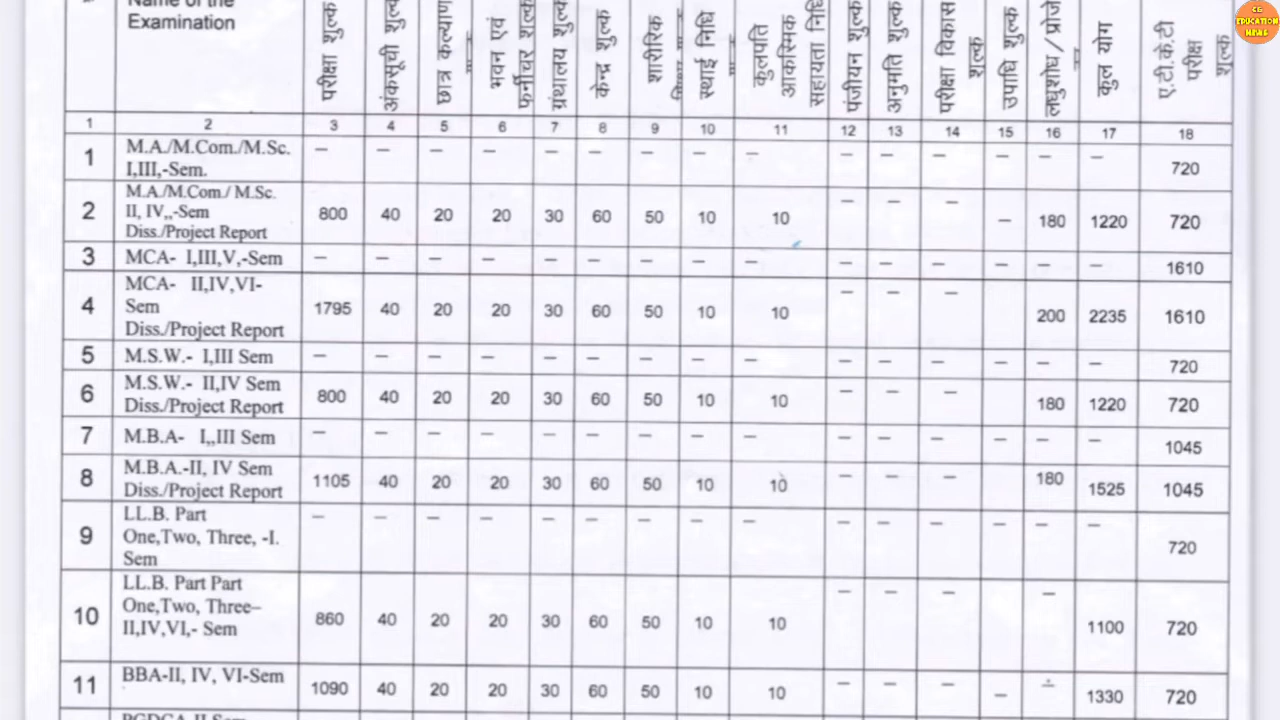 Name of the
Examination
परीक्षा शुल्क
अंकसूची शुल्क
छात्र कल्याण
भवन एवं
फर्नीचर शुल्क
ग्रंथालय शुल्क
केन्द्र शुल्क
शारीरिक
स्थाई निधि
कुलपति
आकस्मिक
सहायता निधि
पंजीयन शुल्क
अनुमति शुल्क
परीक्षा विकास
शुल्क
उपाधि शुल्क
लघुशोध / प्रोजे
कुल योग
ए.टी.के.टी
परीक्षा
शुल्क
CG
EDUCATION
NEWS
1 2 3 4 5 6 7 8 9 10 11 12 13 14 15 16 17 18
1 M.A./M.Com./M.Sc. – – – – – – – – – – – – – – –
I,III,-Sem. 720
M.A./M.Com./ M.Sc. – – –
2 II, IV,,-Sem 800 40 20 20 30 60 50 10 10 – 180 1220 720
Diss./Project Report
3 MCA- I,III,V,-Sem – – – – – – – – – – – – – – – 1610
MCA- II,IV,VI- – – –
4 Sem 1795 40 20 20 30 60 50 10 10 200 2235 1610
Diss./Project Report
5 M.S.W.- I,III Sem – – – – – – – – – – – – – – – 720
6 M.S.W.- II,IV Sem 800 40 20 20 30 60 50 10 10 – – – 180 1220 720
Diss./Project Report
7 M.B.A- I,,III Sem – – – – – – – – – – – – – – – 1045
8 M.B.A.-II, IV Sem 1105 40 20 20 30 60 50 10 10 – – – 180 1525 1045
Diss./Project Report
LL.B. Part – – – – – – – – – – – – – – –
9 One,Two, Three, -I. 720
Sem
LL.B. Part Part – – – –
10 One,Two, Three– 860 40 20 20 30 60 50 10 10 1100 720
II,IV,VI,- Sem
11 BBA-II, IV, VI-Sem 1090 40 20 20 30 60 50 10 10 – – – – – 1330 720